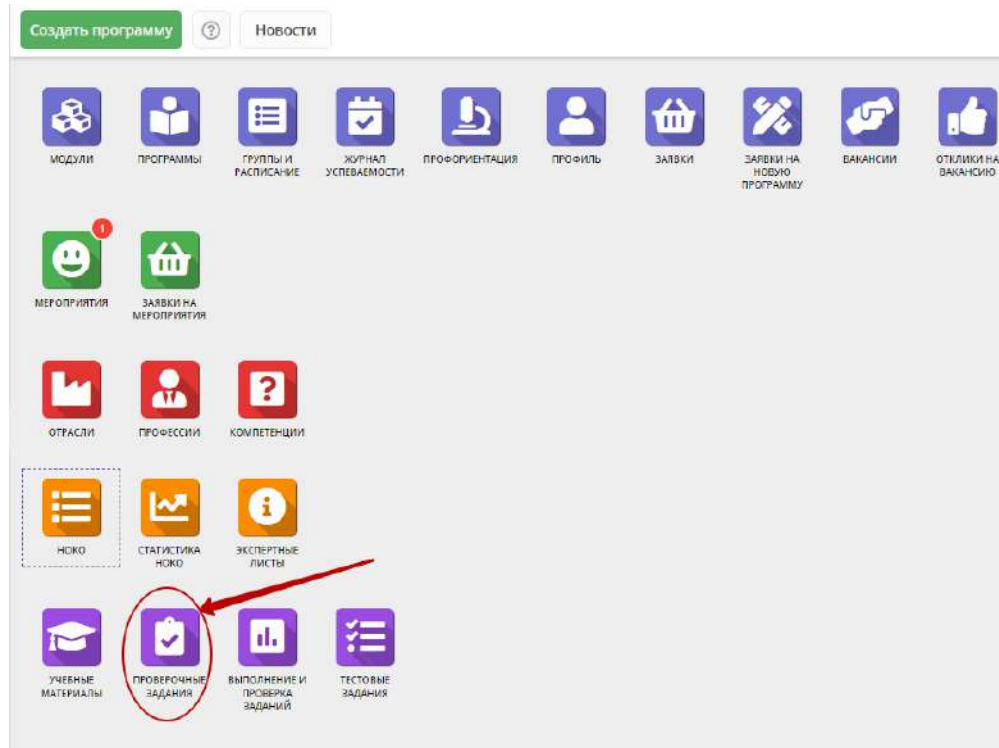 Создать программу ? Новости
МОДУЛИ
ПРОГРАММЫ
ГРУППЫ И
РАСПИСАНИЕ
ЖУРНАЛ
УСПЕВАЕМОСТИ
ПРОФОРИЕНТАЦИЯ
ПРОФИЛЬ
ЗАЯВКИ
ЗАЯВКИ НА
НОВУЮ
ПРОГРАММУ
ВАКАНСИИ
ОТКЛИКИ НА
ВАКАНСИЮ
1
МЕРОПРИЯТИЯ
ЗАЯВКИ НА
МЕРОПРИЯТИЯ
ОТРАСЛИ
ПРОФЕССИИ
?
КОМПЕТЕНЦИИ
НОКО
СТАТИСТИКА
НОКО
i
ЭКСПЕРТНЫЕ
ЛИСТЫ
УЧЕБНЫЕ
МАТЕРИАЛЫ
ПРОВЕРОЧНЫЕ
ЗАДАНИЯ
ВЫПОЛНЕНИЕ И
ПРОВЕРКА
ЗАДАНИЙ
ТЕСТОВЫЕ
ЗАДАНИЯ